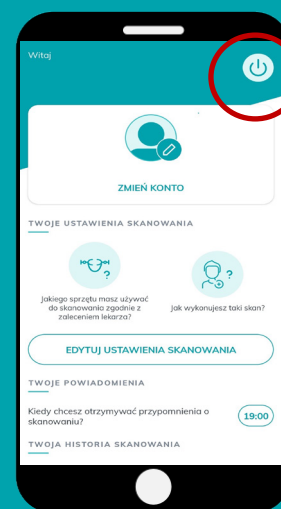 Witaj
ZMIEŃ KONTO
TWOJE USTAWIENIA SKANOWANIA
?
?
Jakiego sprzętu masz używać
do skanowania zgodnie z
zaleceniem lekarza?
Jak wykonujesz taki skan?
EDYTUJ USTAWIENIA SKANOWANIA
TWOJE POWIADOMIENIA
Kiedy chcesz otrzymywać przypomnienia o
skanowaniu?
19:00
TWOJA HISTORIA SKANOWANIA